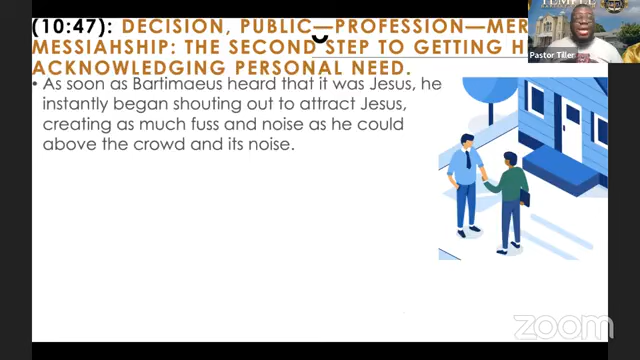 (10:47): DECISION, PUBLIC—PROFESSION—MER
MESSIAHSHIP: THE SECOND STEP TO GETTING H
ACKNOWLEDGING PERSONAL NEED.
• As soon as Bartimaeus heard that it was Jesus, he
instantly began shouting out to attract Jesus,
creating as much fuss and noise as he could
above the crowd and its noise.
TEMPLE
Pastor Tiller
zoom